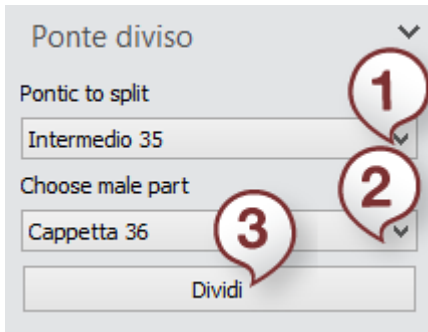 Ponte diviso
Pontic to split
1
Intermedio 35
Choose male part
2
Cappetta 36
3
Dividi